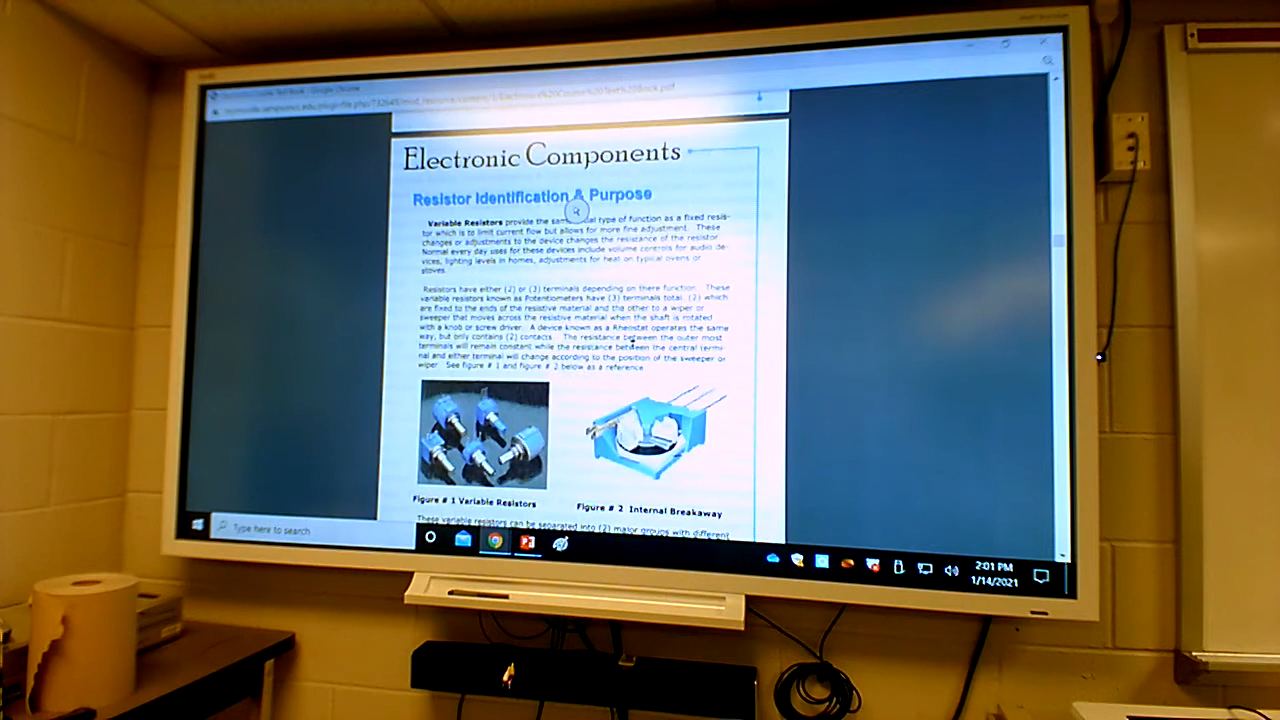 Electronic Components
Resistor Identification & Purpose
Variable Resistors provide the same type of function as a fixed resis-
tor which is to limit current flow but allows for more fine adjustment. These
changes or adjustments to the device changes the resistance of the resistor
Normal every day uses for these devices include volume controls for audio de-
vices, lighting levels in homes, adjustments for heat on typical ovens or
stoves.
Resistors have either (2) or (3) terminals depending on there function. These
variable resistors known as Potentiometers have (3) terminals total. (2) which
are fixed to the ends of the resistive material and the other to a wiper or
sweeper that moves across the resistive material when the shaft is rotated
with a knob or screw driver. A device known as a Rheostat operates the same
way, but only contains (2) contacts. The resistance between the outer most
terminals will remain constant while the resistance between the central termi-
nal and either terminal will change according to the position of the sweeper or
wiper. See figure # 1 and figure # 2 below as a reference
Figure # 1 Variable Resistors
Figure # 2 Internal Breakaway
These variable resistors can be separated into (2) major groups with different
Type here to search
2:01 PM
1/14/2021